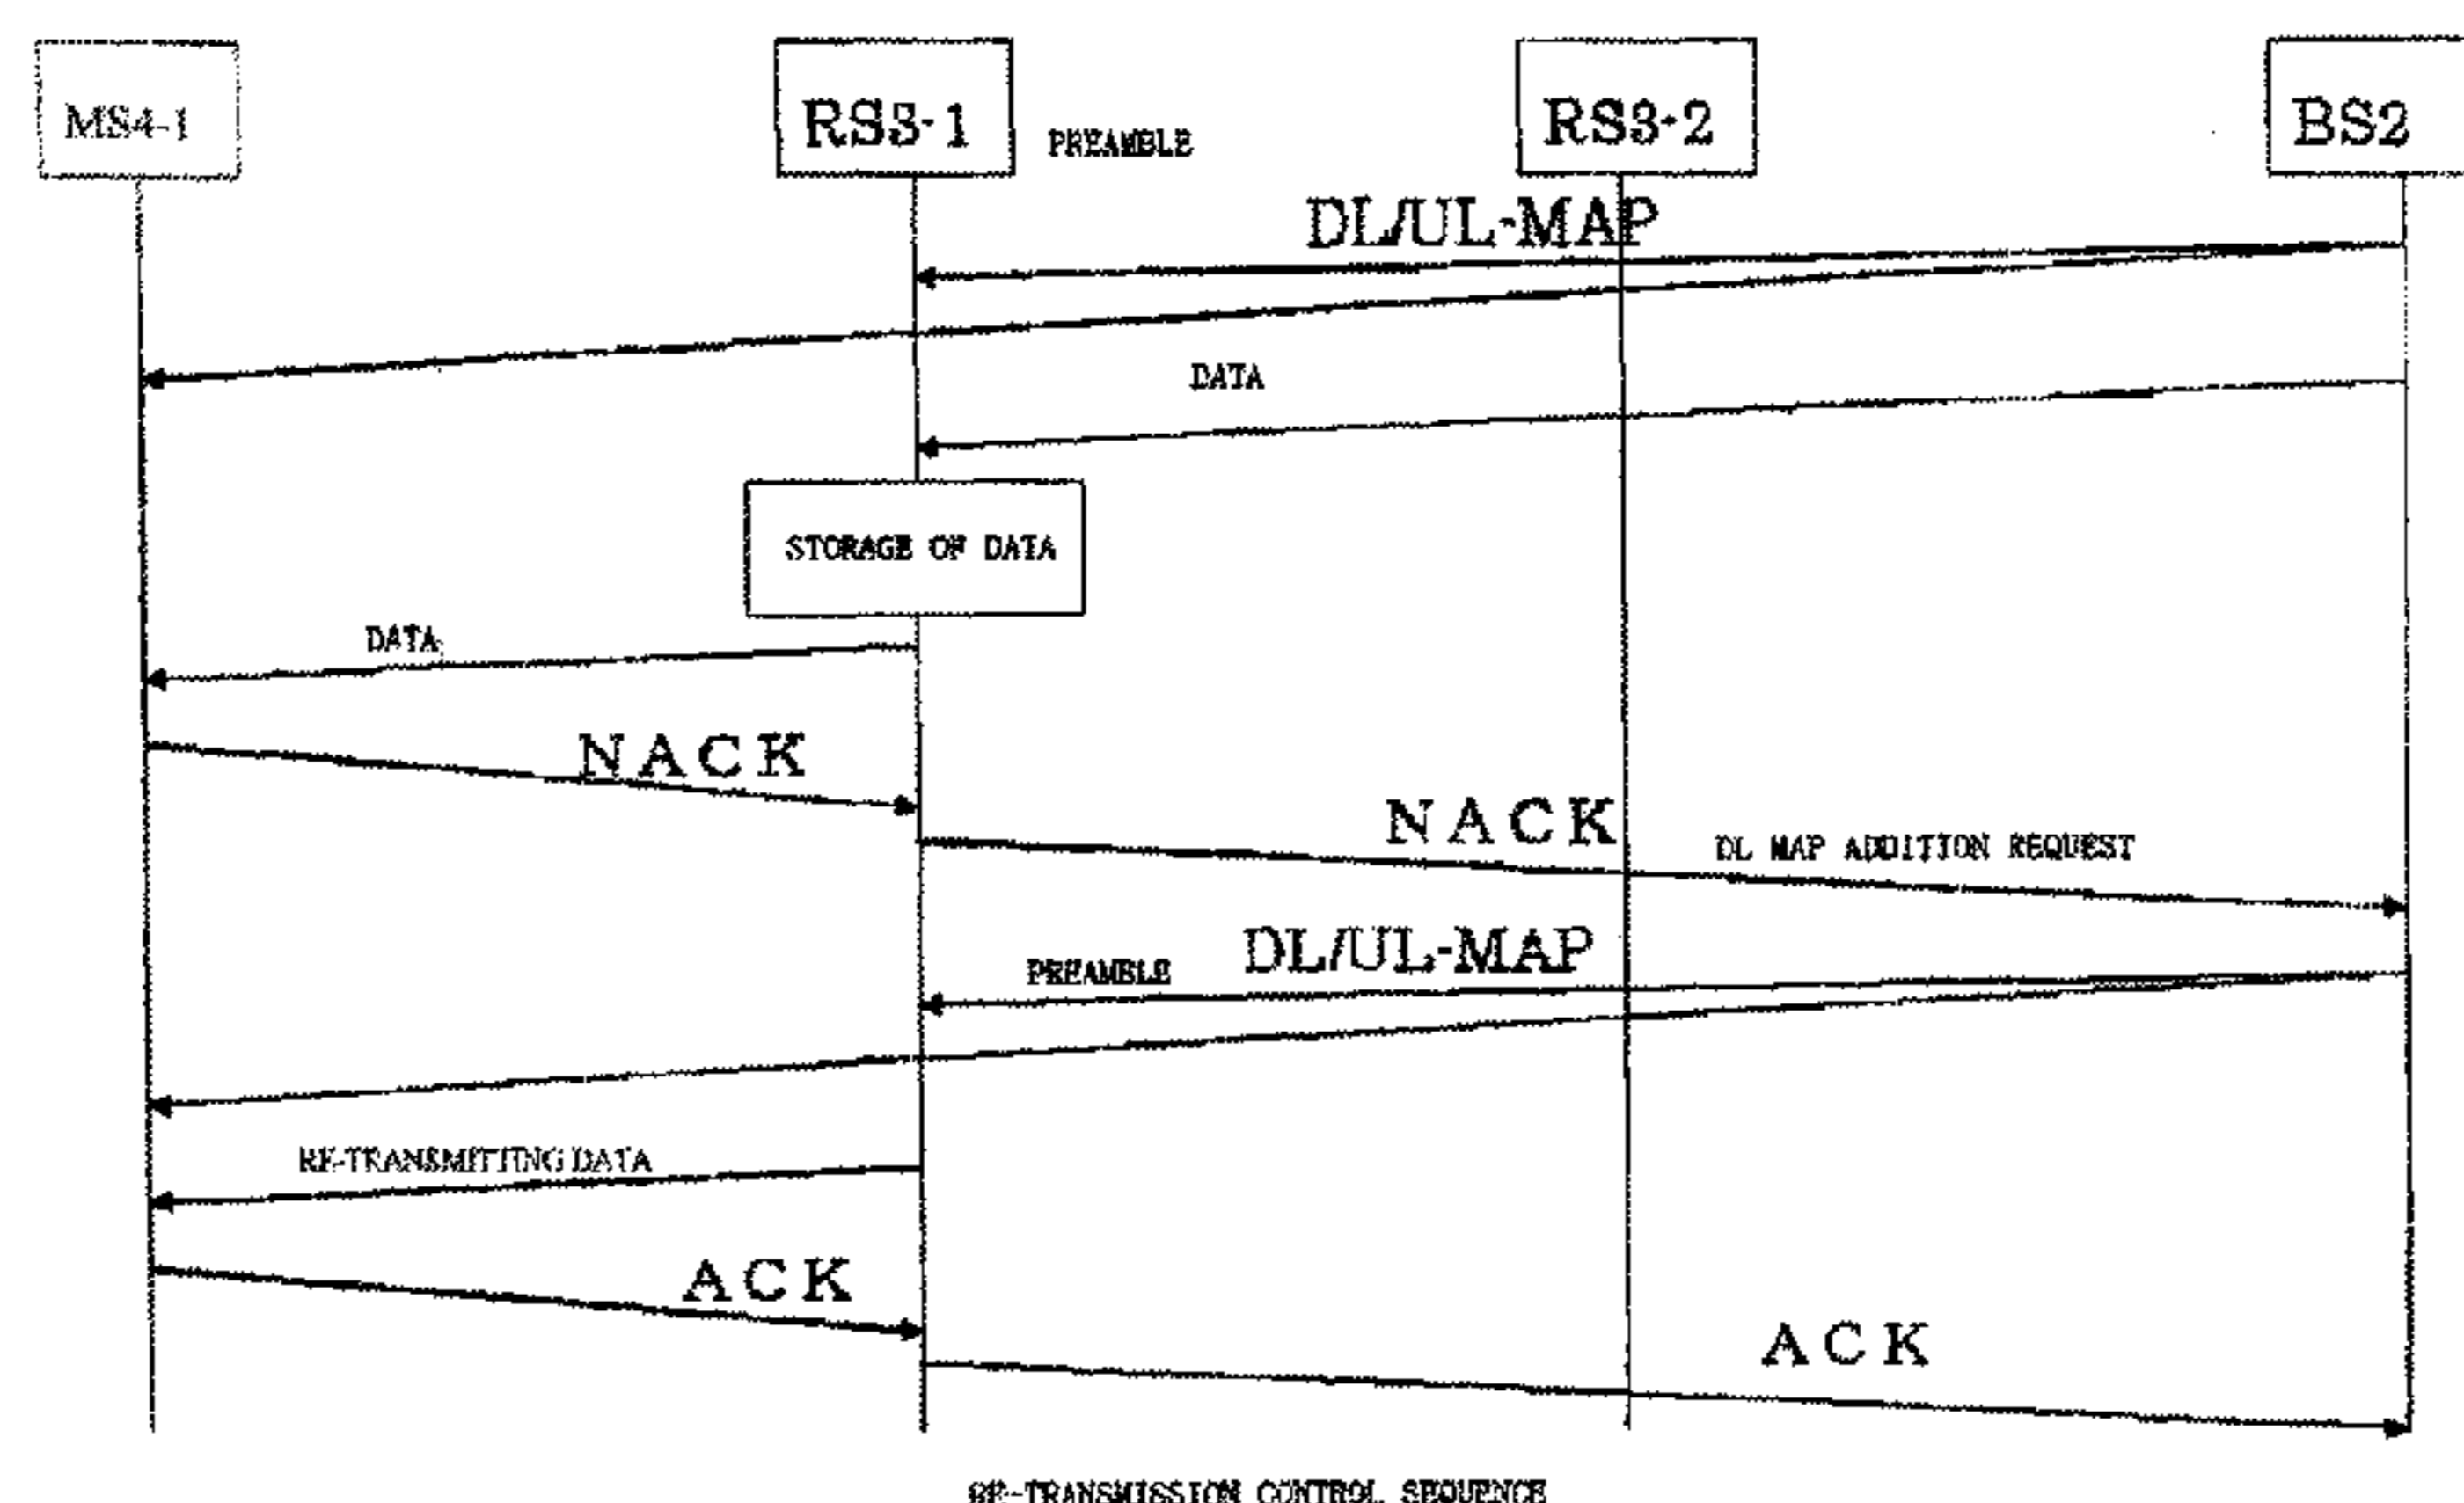 MS4-1
RS3-1
PREAMBLE
RS3-2
BS2
DL/UL-MAP
DATA
STORAGE OF DATA
DATA
NACK
NACK
DL MAP ADDITION REQUEST
PREAMBLE
DL/UL-MAP
RE-TRANSMITTING DATA
ACK
ACK
RE-TRANSMISSION CONTROL SEQUENCE